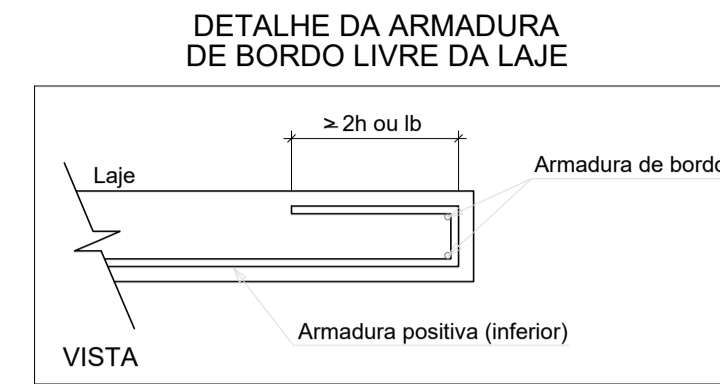 DETALHE DA ARMADURA
DE BORDO LIVRE DA LAJE
≥ 2h ou lb
Laje
Armadura de bordo
Armadura positiva (inferior)
VISTA